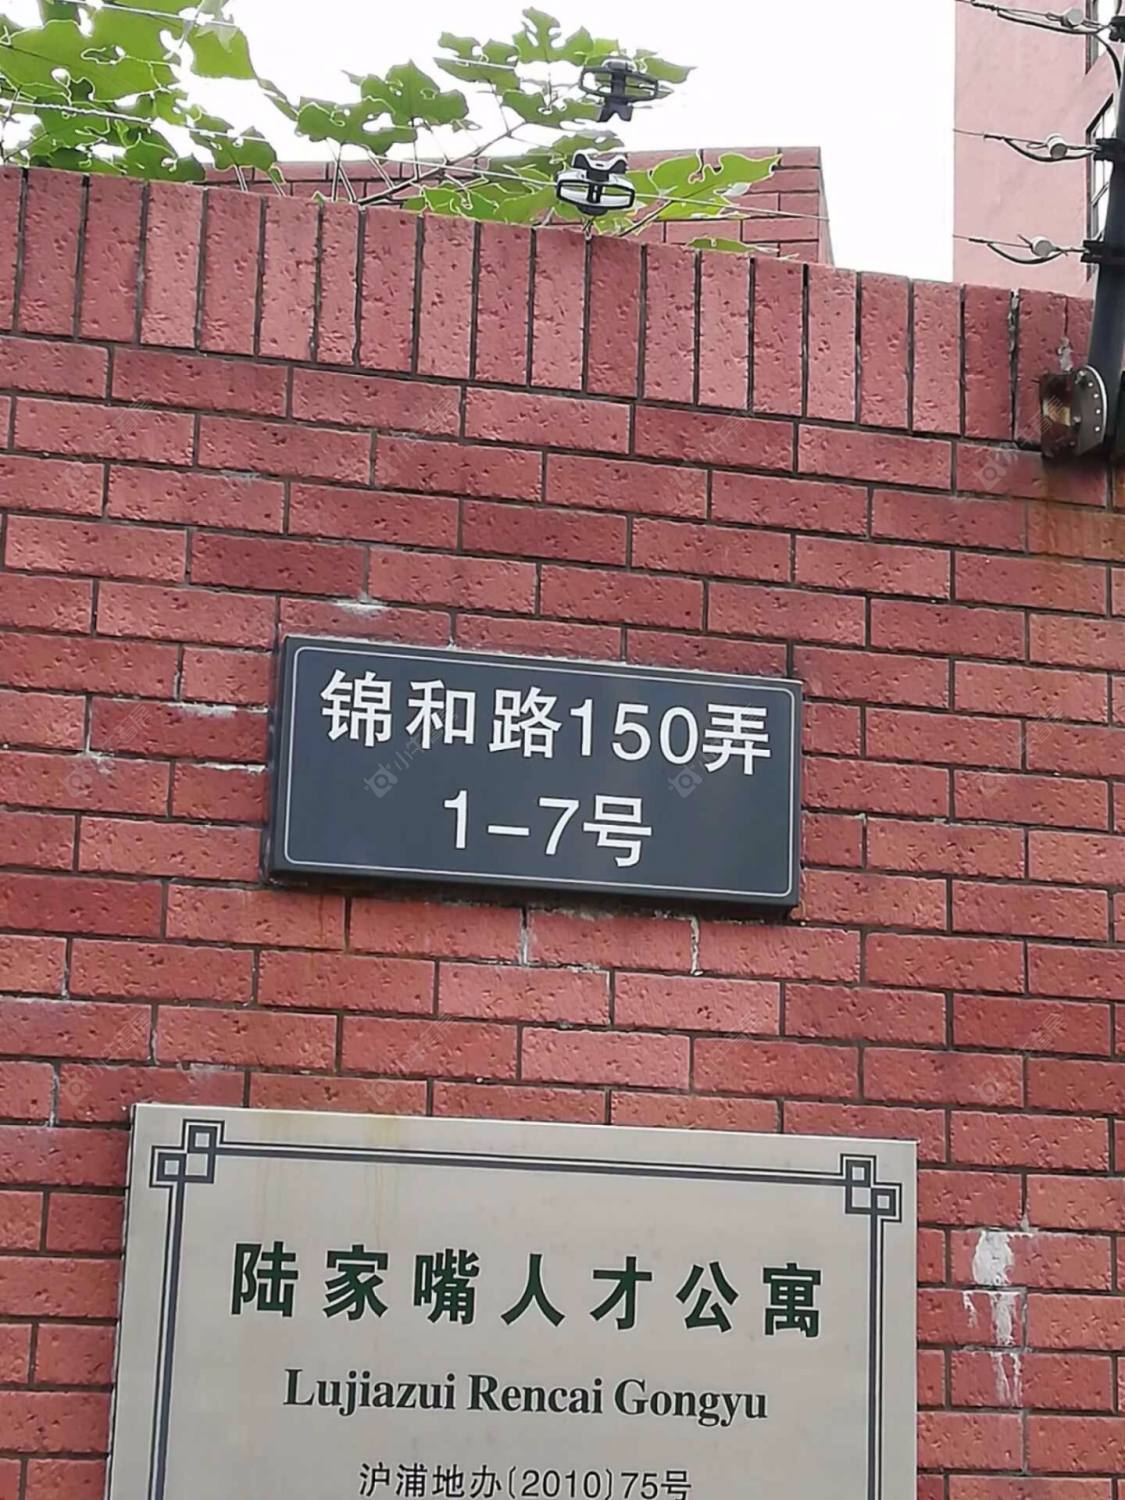 锦和路150弄
1-7号
陆家嘴人才公寓
Lujiazui Rencai Gongyu
沪浦地办(2010)75号